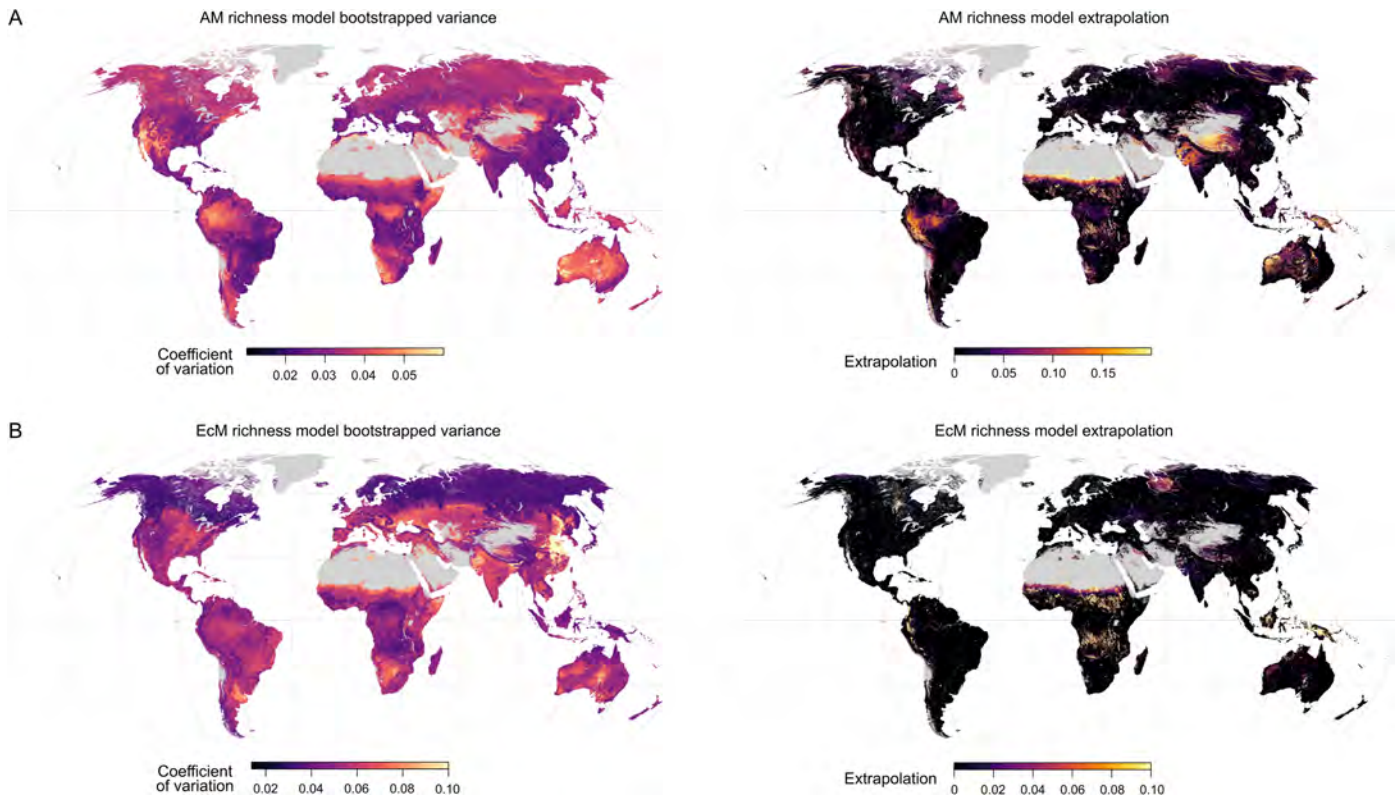 A
AM richness model bootstrapped variance
AM richness model extrapolation
Coefficient
of variation
0.02 0.03 0.04 0.05
Extrapolation
0 0.05 0.10 0.15
B
EcM richness model bootstrapped variance
EcM richness model extrapolation
Coefficient
of variation
0.02 0.04 0.06 0.08 0.10
Extrapolation
0 0.02 0.04 0.06 0.08 0.10